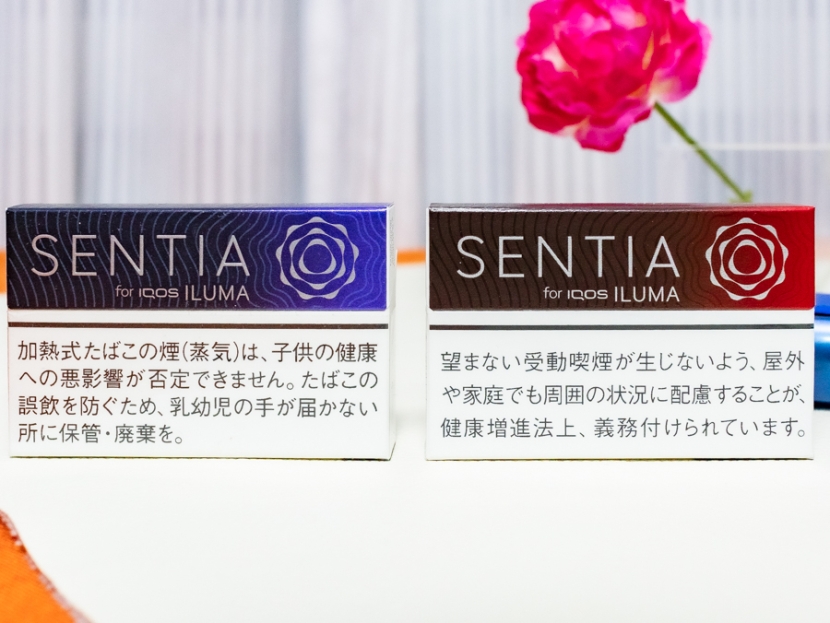 SENTIA
for IQOS ILUMA
加熱式たばこの煙(蒸気)は、子供の健康
への悪影響が否定できません。たばこの
誤飲を防ぐため、乳幼児の手が届かない
所に保管・廃棄を。
SENTIA
for IQOS ILUMA
望まない受動喫煙が生じないよう、屋外
や家庭でも周囲の状況に配慮することが、
健康増進法上、義務付けられています。